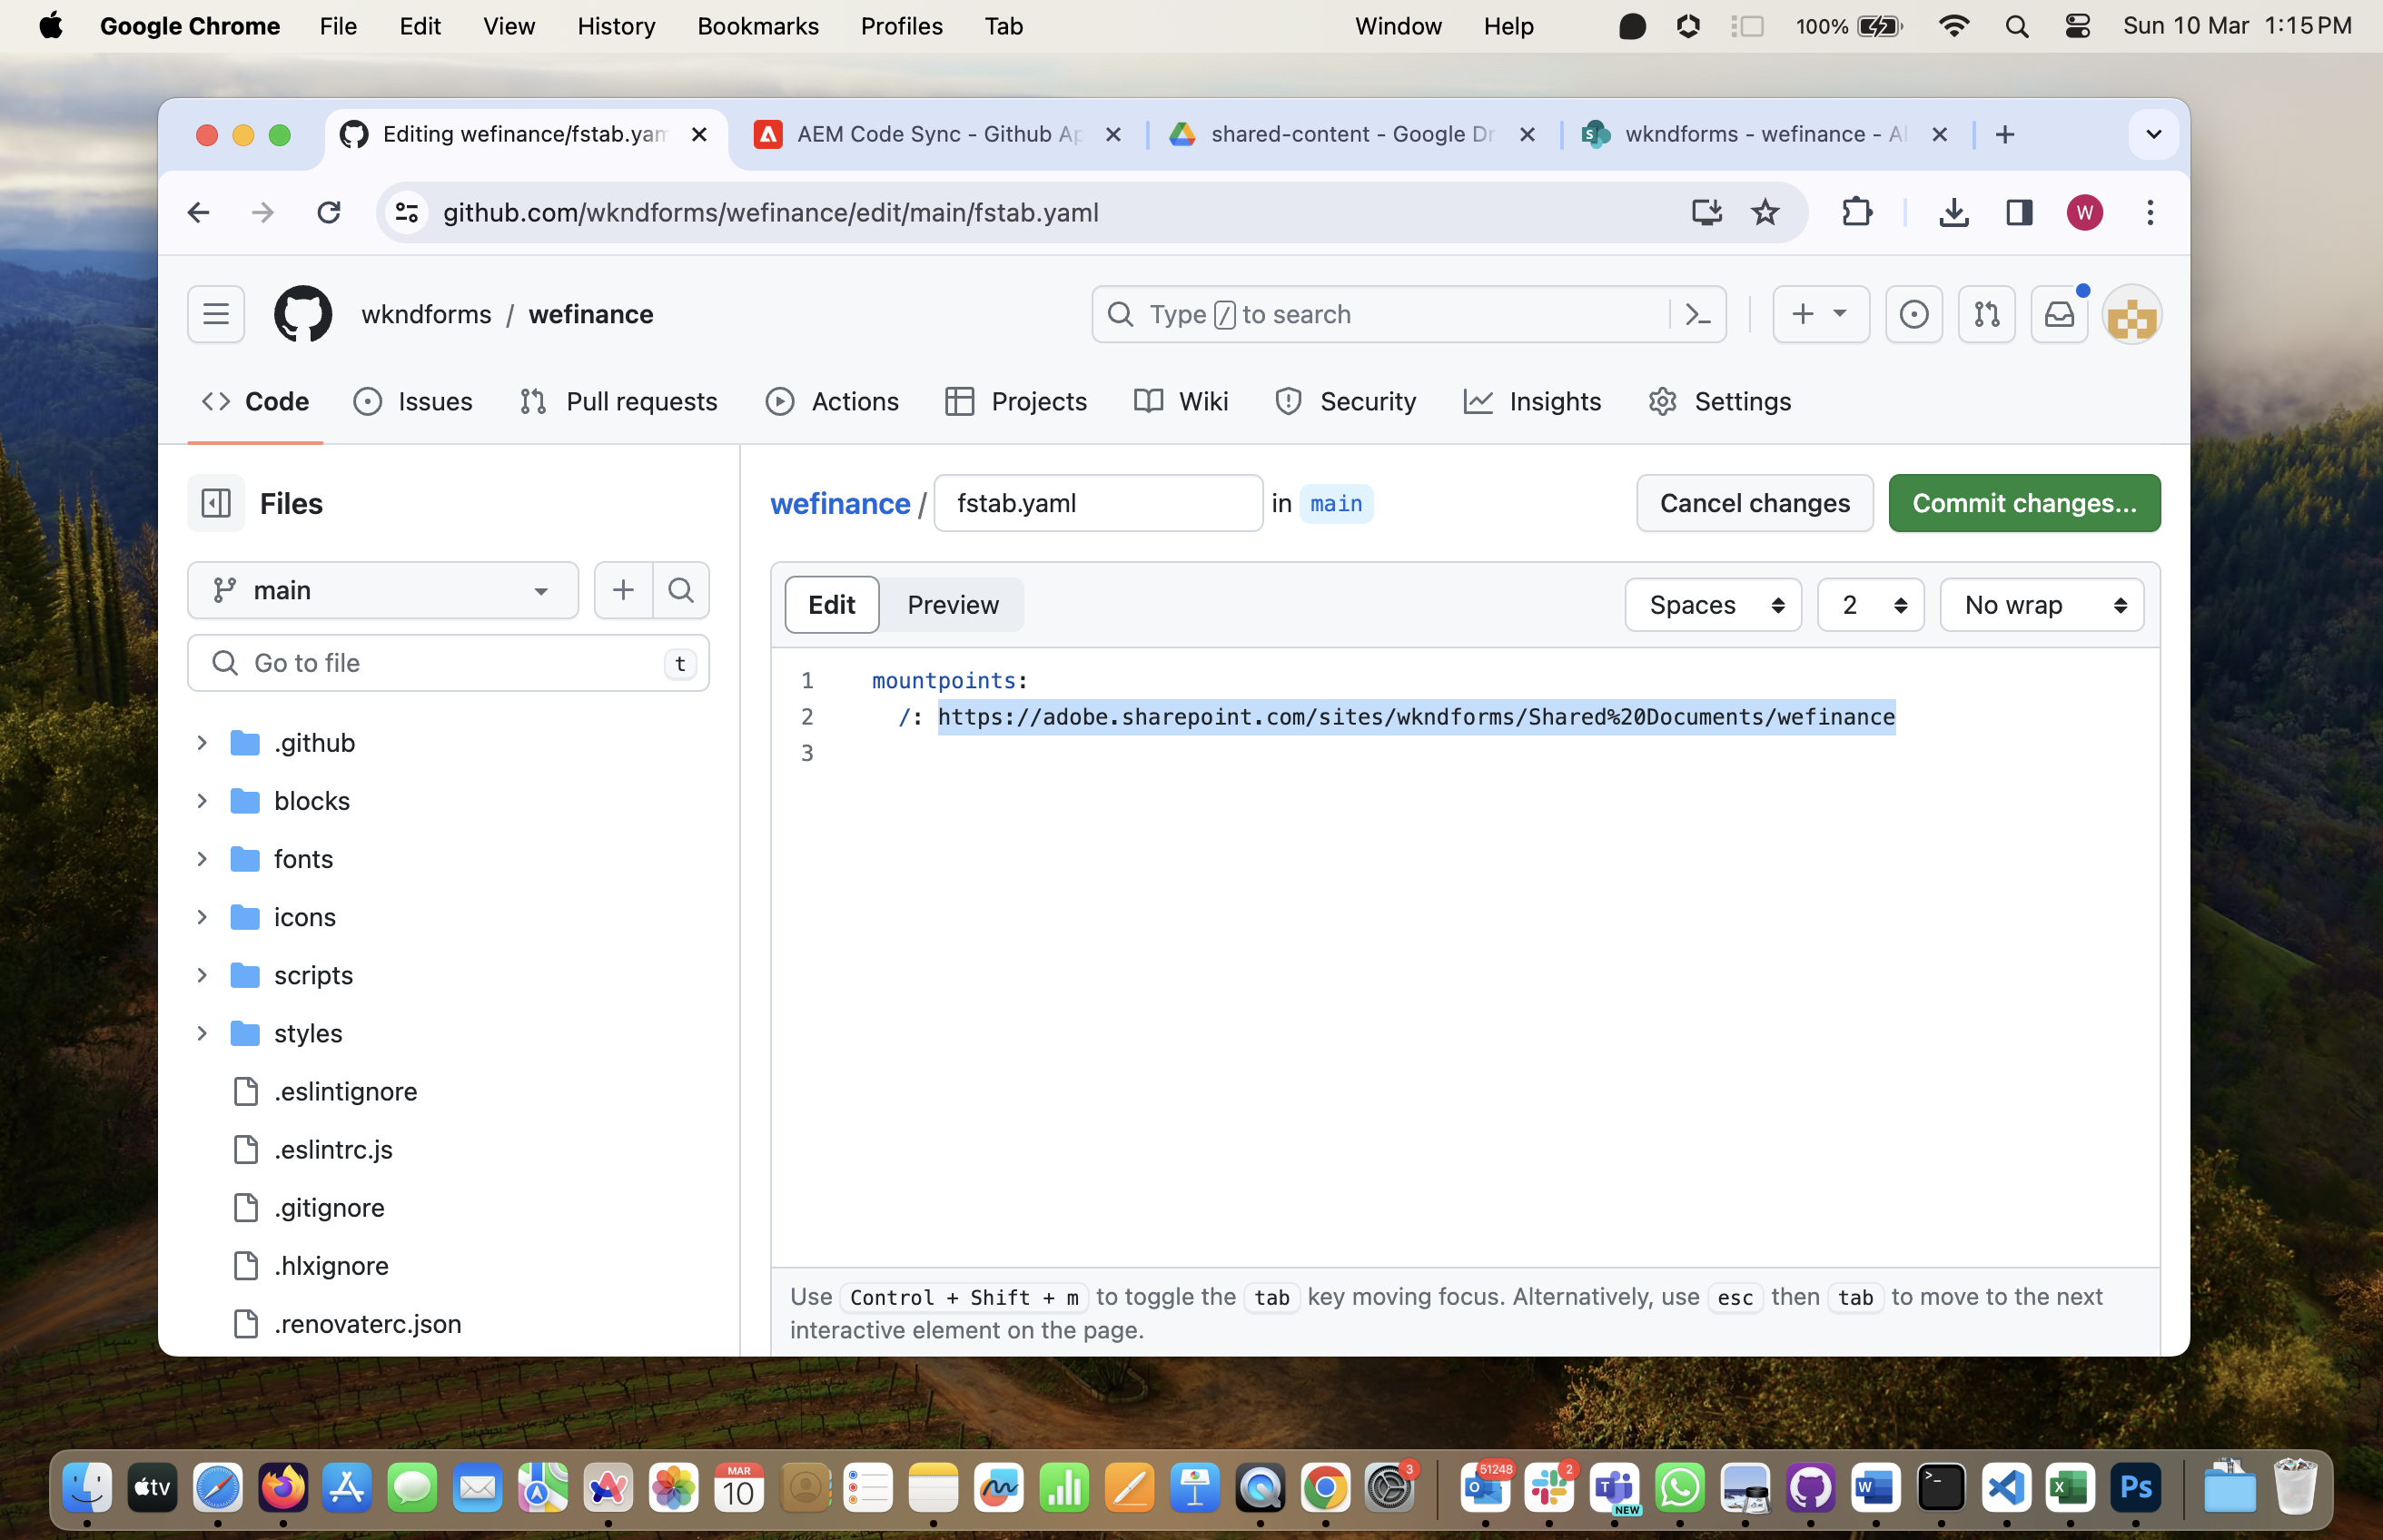 Google Chrome File Edit View History Bookmarks Profiles Tab Window Help 100% Sun 10 Mar 1:15 PM
Editing wefinance/fstab.yam AEM Code Sync - Github Ap shared-content - Google Dr wkndforms - wefinance - Al
github.com/wkndforms/wefinance/edit/main/fstab.yaml W
wkndforms / wefinance Type / to search
Code Issues Pull requests Actions Projects Wiki Security Insights Settings
Files wefinance / fstab.yaml in main Cancel changes Commit changes...
main Edit Preview Spaces 2 No wrap
Go to file t
1 mountpoints:
2 /: https://adobe.sharepoint.com/sites/wkndforms/Shared%20Documents/wefinance
3
.github
blocks
fonts
icons
scripts
styles
.eslintignore
.eslintrc.js
.gitignore
.hlxignore
.renovaterc.json
Use Control + Shift + m to toggle the tab key moving focus. Alternatively, use esc then tab to move to the next
interactive element on the page.
tv MAR 10 3 51248 2 NEW Ps